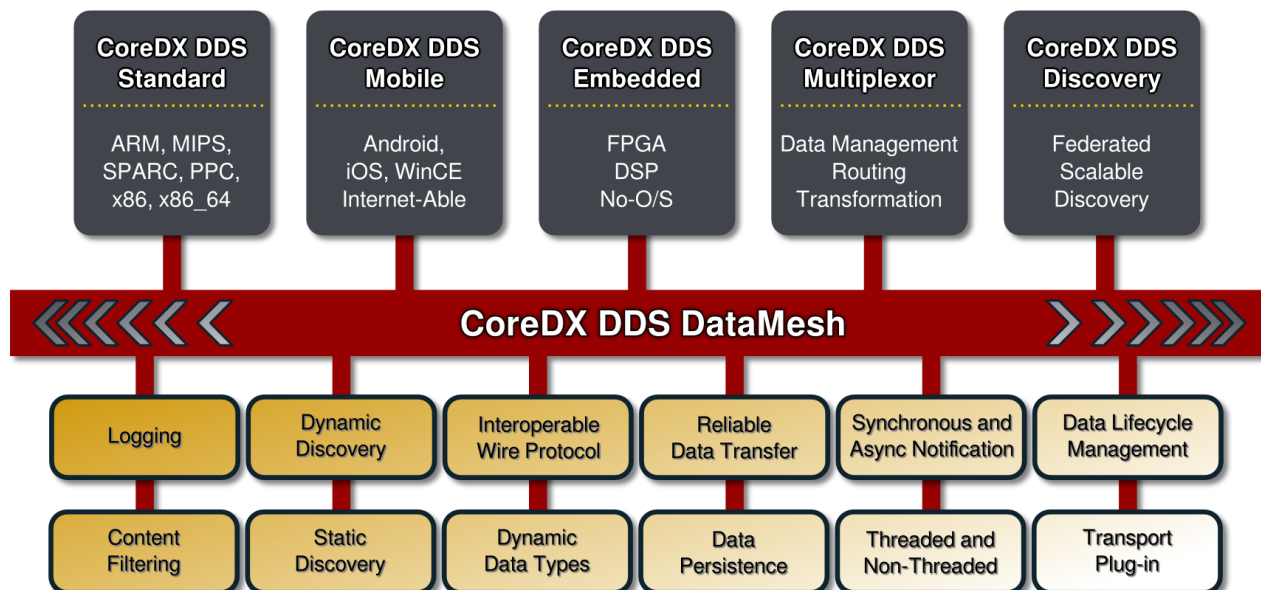 CoreDX DDS
Standard
ARM, MIPS,
SPARC, PPC,
x86, x86_64
CoreDX DDS
Mobile
Android,
iOS, WinCE
Internet-Able
CoreDX DDS
Embedded
FPGA
DSP
No-O/S
CoreDX DDS
Multiplexor
Data Management
Routing
Transformation
CoreDX DDS
Discovery
Federated
Scalable
Discovery
CoreDX DDS DataMesh
Logging
Dynamic
Discovery
Interoperable
Wire Protocol
Reliable
Data Transfer
Synchronous and
Async Notification
Data Lifecycle
Management
Content
Filtering
Static
Discovery
Dynamic
Data Types
Data
Persistence
Threaded and
Non-Threaded
Transport
Plug-in